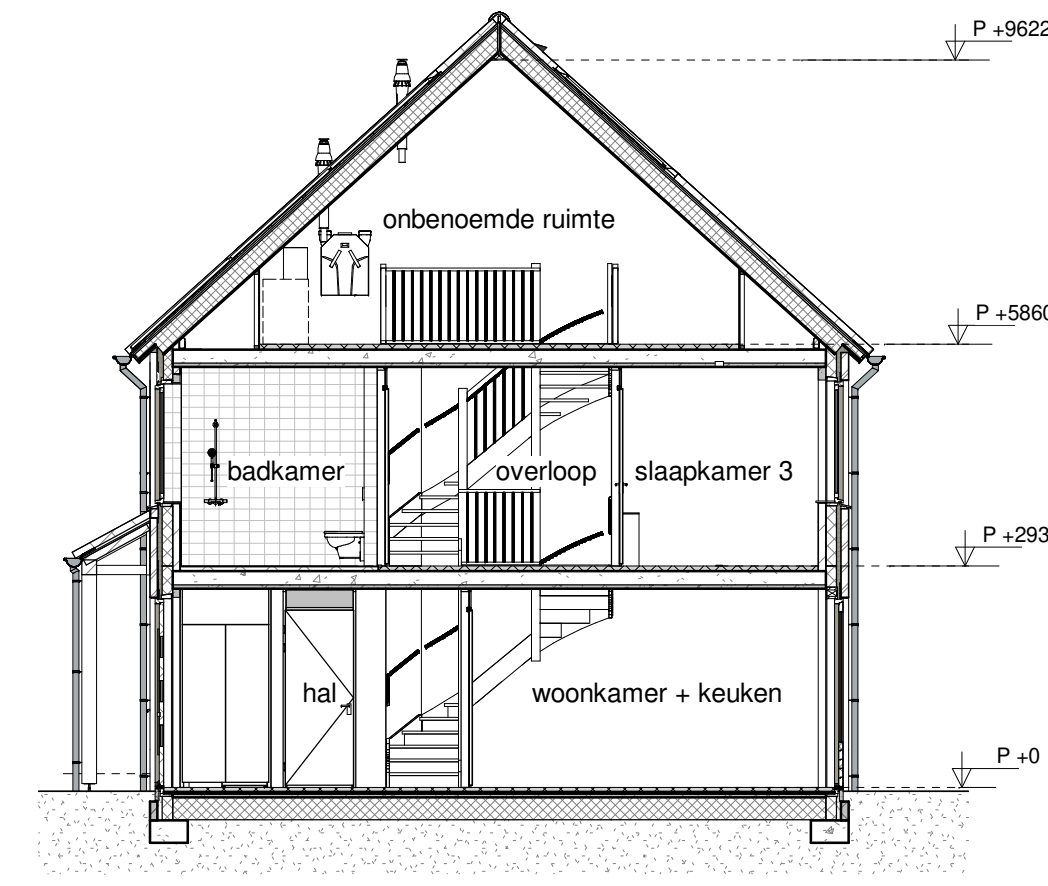 P +9622
onbenoemde ruimte
P +5860
badkamer
overloop
slaapkamer 3
P +293
hal
woonkamer + keuken
P +0